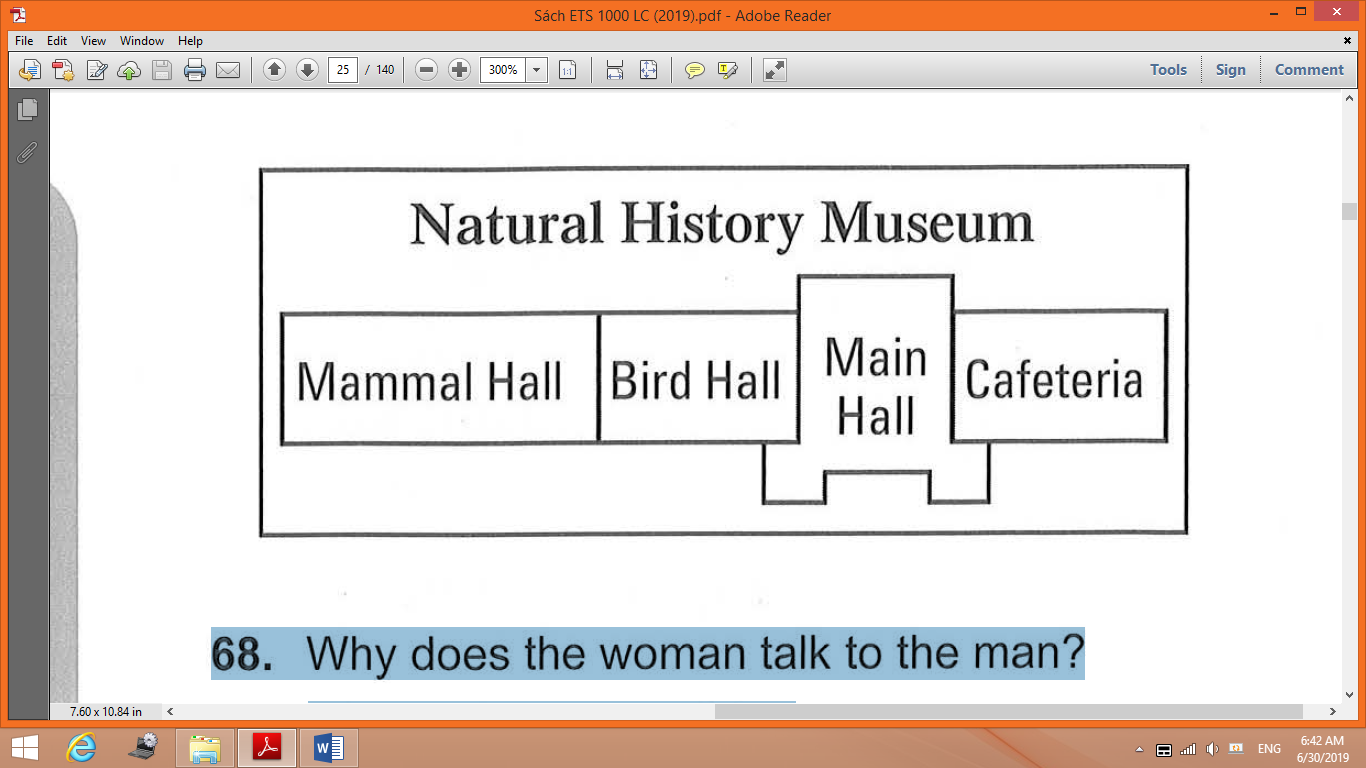 Sách ETS 1000 LC (2019).pdf - Adobe Reader
File Edit View Window Help
25 / 140 300% 1:1 Tools Sign Comment
Natural History Museum
Mammal Hall Bird Hall Main Hall Cafeteria
68. Why does the woman talk to the man?
7.60 x 10.84 in
ENG 6:42 AM
6/30/2019